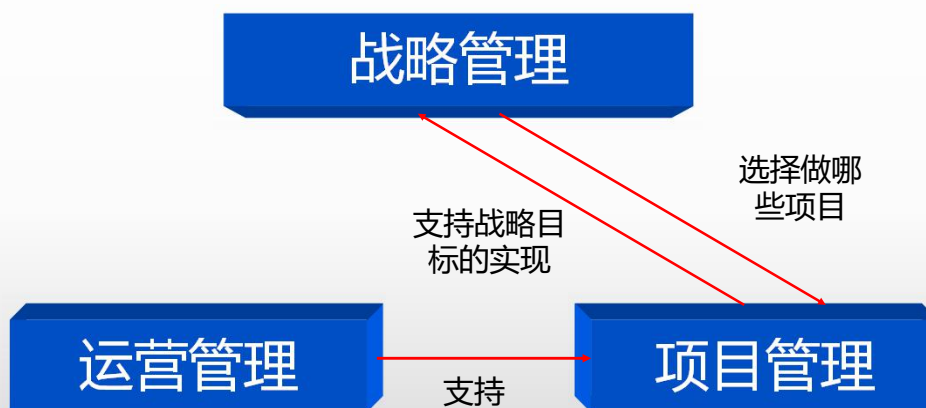 战略管理
选择做哪
些项目
支持战略目
标的实现
运营管理
项目管理
支持